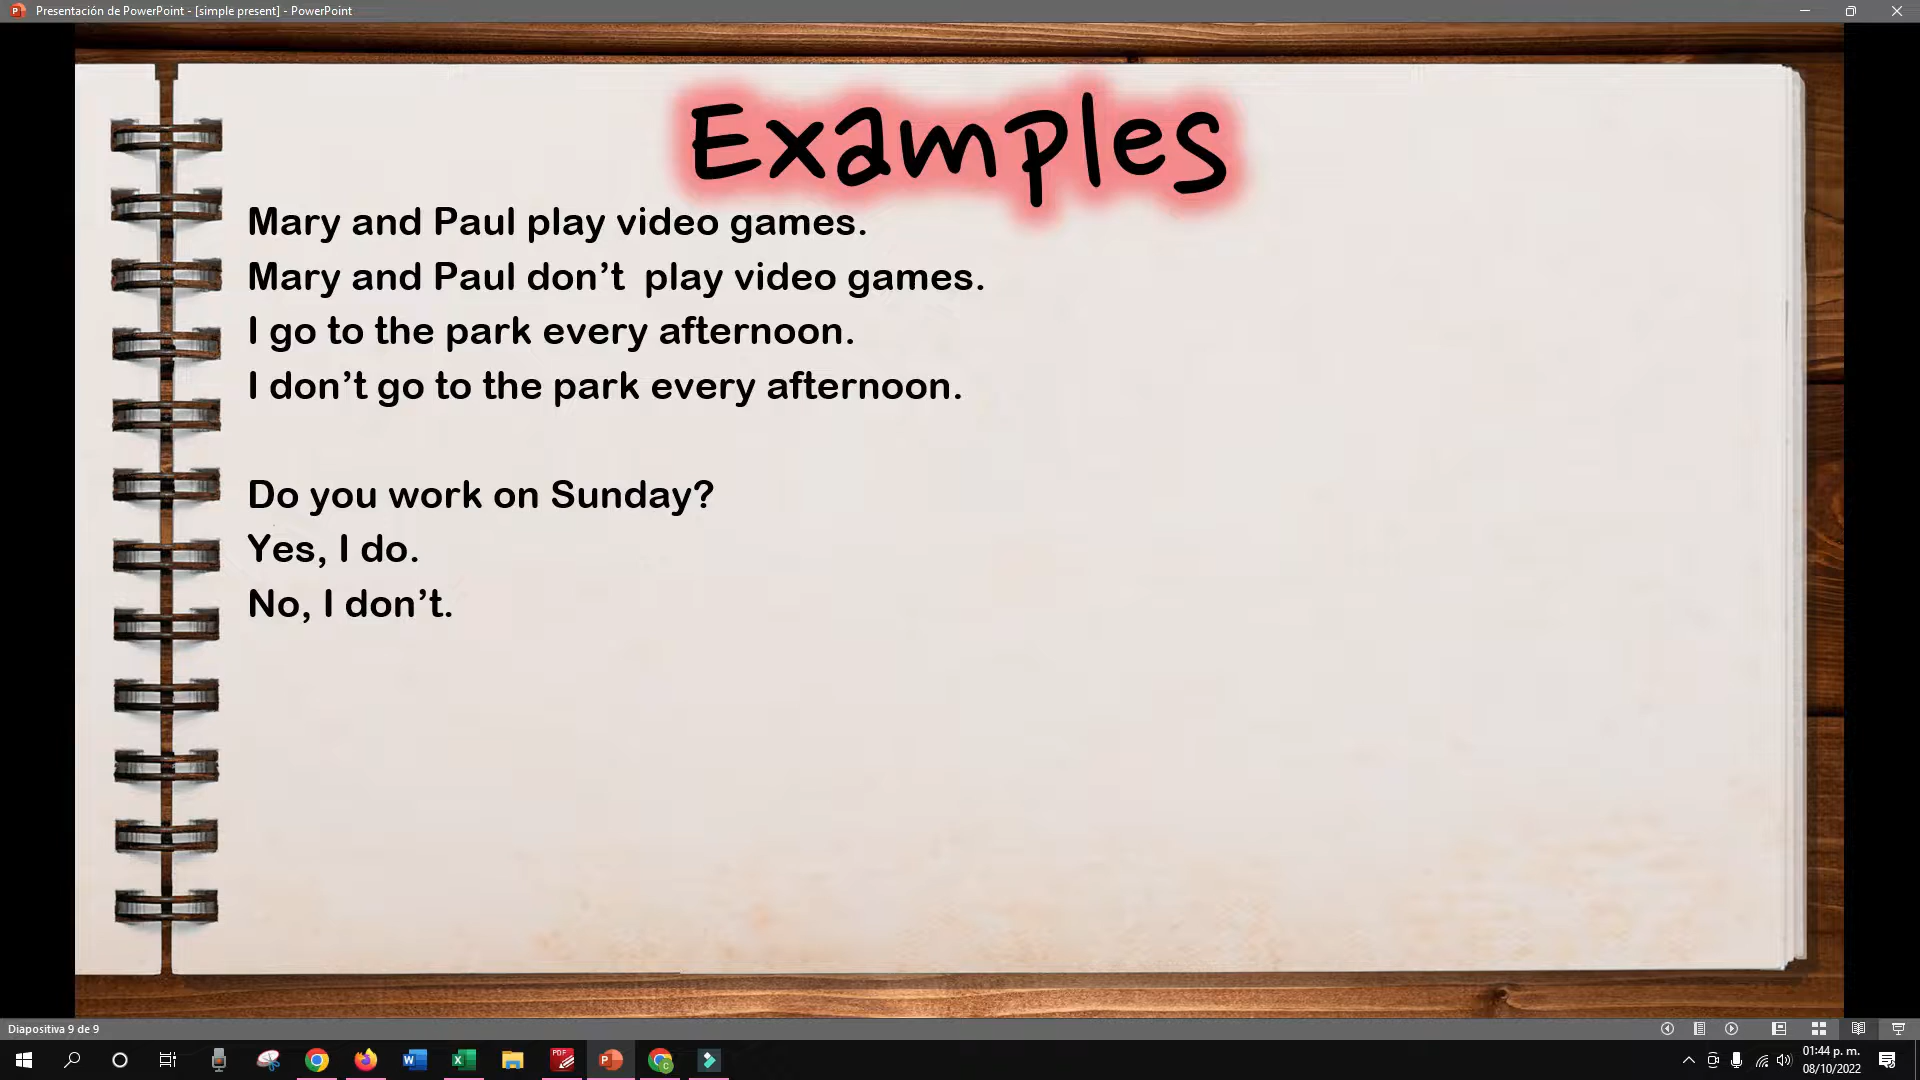 Presentación de PowerPoint - [simple present] - PowerPoint
Examples
Mary and Paul play video games.
Mary and Paul don’t  play video games.
I go to the park every afternoon.
I don’t go to the park every afternoon.
Do you work on Sunday?
Yes, I do.
No, I don’t.
Diapositiva 9 de 9
01:44 p. m.
08/10/2022